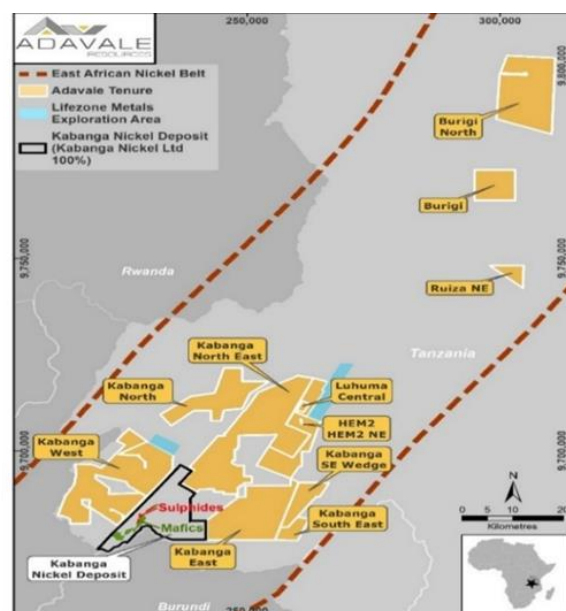 ADAVALE
RESOURCES
East African Nickel Belt
Adavale Tenure
Lifezone Metals
Exploration Area
Kabanga Nickel Deposit
(Kabanga Nickel Ltd
100%)
250,000
300,000
9,800,000
Burigi
North
Burigi
Ruiza NE
9,750,000
9,750,000
Rwanda
Tanzania
Kabanga
North East
Kabanga
North
Luhuma
Central
HEM2
HEM2 NE
Kabanga
West
Kabanga
SE Wedge
9,700,000
9,700,000
Sulphides
Mafics
Kabanga
South East
Kabanga
Nickel Deposit
Kabanga
East
N
0 10 20
Kilometres
Burundi
250,000